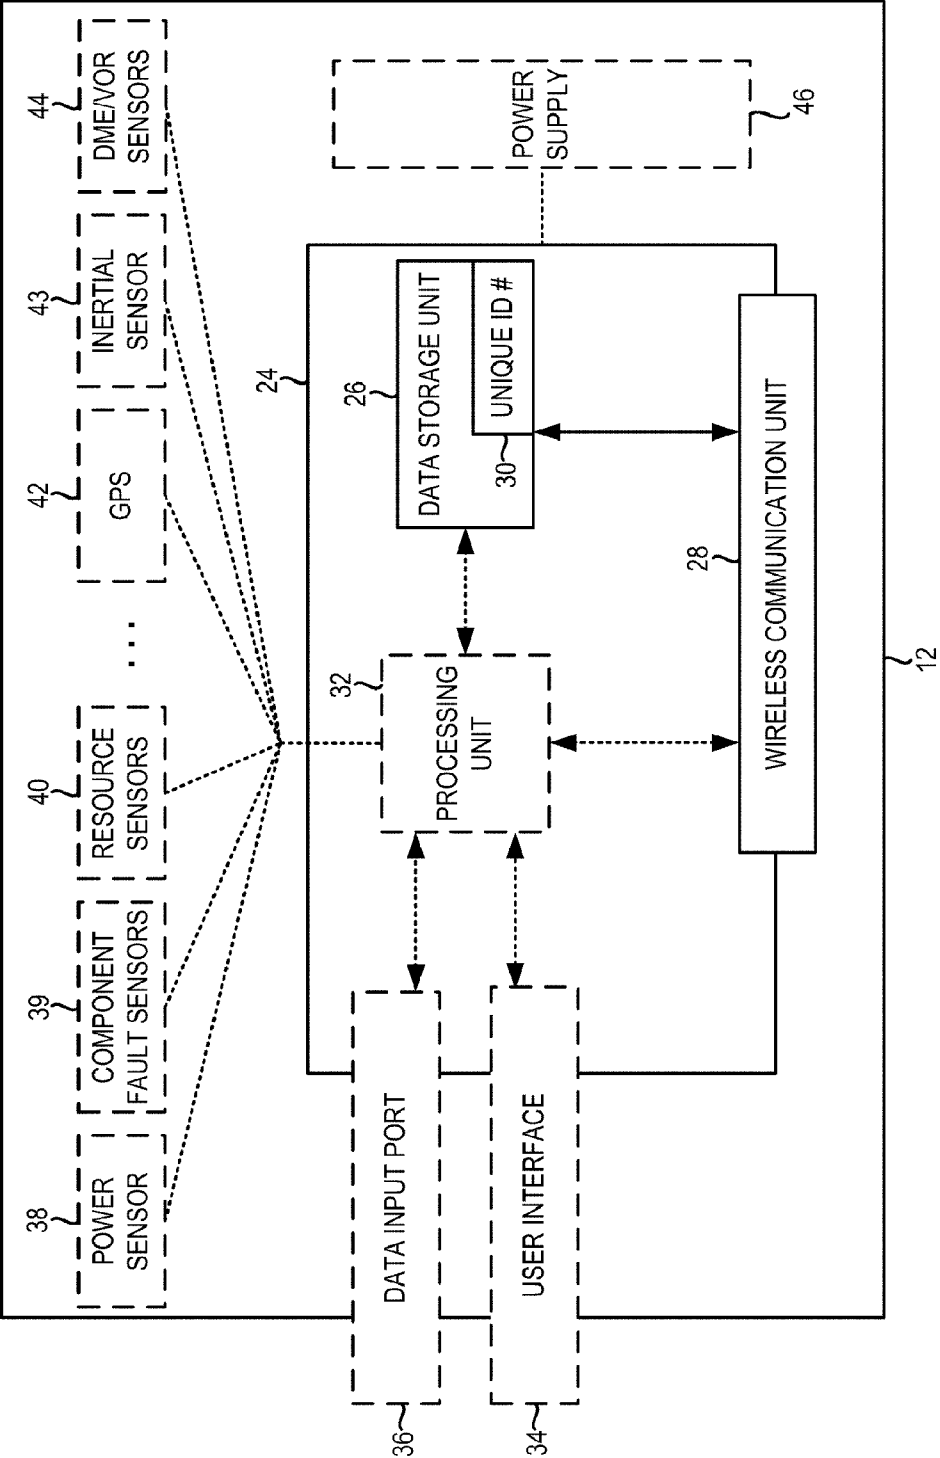 38
POWER
SENSOR
39
COMPONENT
FAULT SENSORS
40
RESOURCE
SENSORS
. . .
42
GPS
43
INERTIAL
SENSOR
44
DME/VOR
SENSORS
24
36
DATA INPUT PORT
34
USER INTERFACE
32
PROCESSING
UNIT
26
DATA STORAGE UNIT
30
UNIQUE ID #
POWER
SUPPLY
46
28
WIRELESS COMMUNICATION UNIT
12